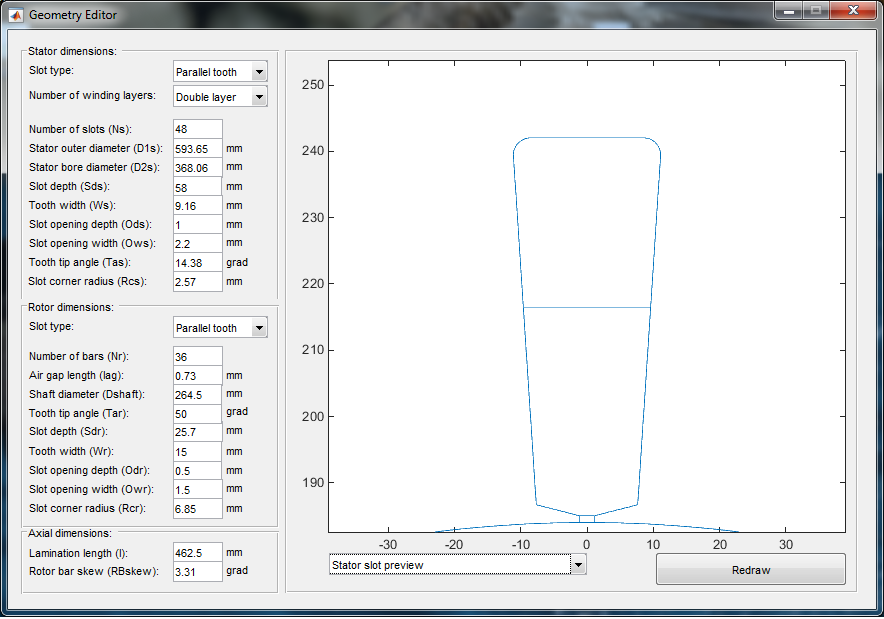 Geometry Editor
Stator dimensions:
Slot type: Parallel tooth
Number of winding layers: Double layer
Number of slots (Ns): 48
Stator outer diameter (D1s): 593.65 mm
Stator bore diameter (D2s): 368.06 mm
Slot depth (Sds): 58 mm
Tooth width (Ws): 9.16 mm
Slot opening depth (Ods): 1 mm
Slot opening width (Ows): 2.2 mm
Tooth tip angle (Tas): 14.38 grad
Slot corner radius (Rcs): 2.57 mm
Rotor dimensions:
Slot type: Parallel tooth
Number of bars (Nr): 36
Air gap length (lag): 0.73 mm
Shaft diameter (Dshaft): 264.5 mm
Tooth tip angle (Tar): 50 grad
Slot depth (Sdr): 25.7 mm
Tooth width (Wr): 15 mm
Slot opening depth (Odr): 0.5 mm
Slot opening width (Owr): 1.5 mm
Slot corner radius (Rcr): 6.85 mm
Axial dimensions:
Lamination length (l): 462.5 mm
Rotor bar skew (RBskew): 3.31 grad
250
240
230
220
210
200
190
-30 -20 -10 0 10 20 30
Stator slot preview
Redraw